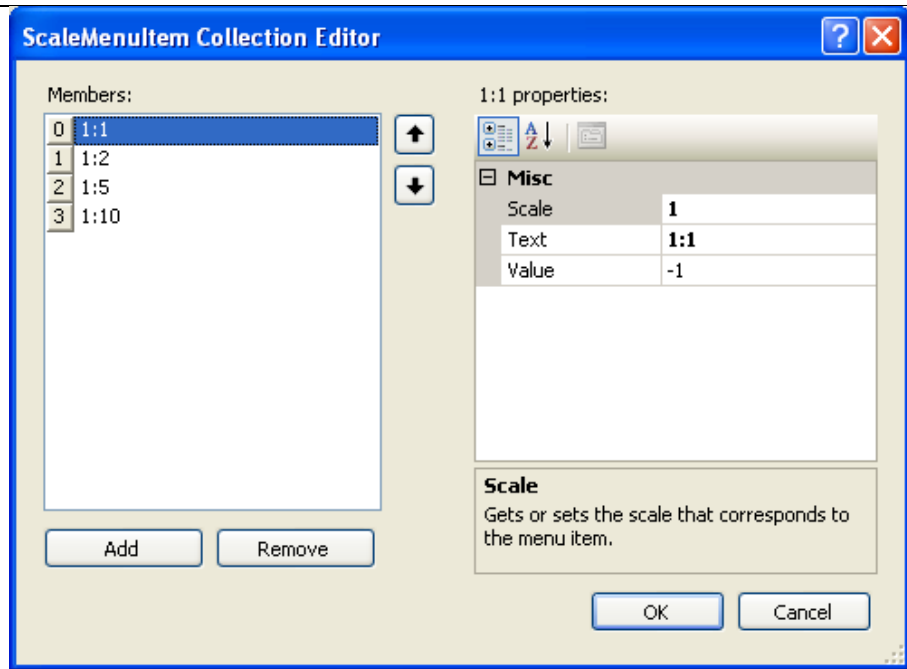 ScaleMenuItem Collection Editor
Members:
0 1:1
1 1:2
2 1:5
3 1:10
Add Remove
1:1 properties:
Misc
Scale 1
Text 1:1
Value -1
Scale
Gets or sets the scale that corresponds to
the menu item.
OK Cancel